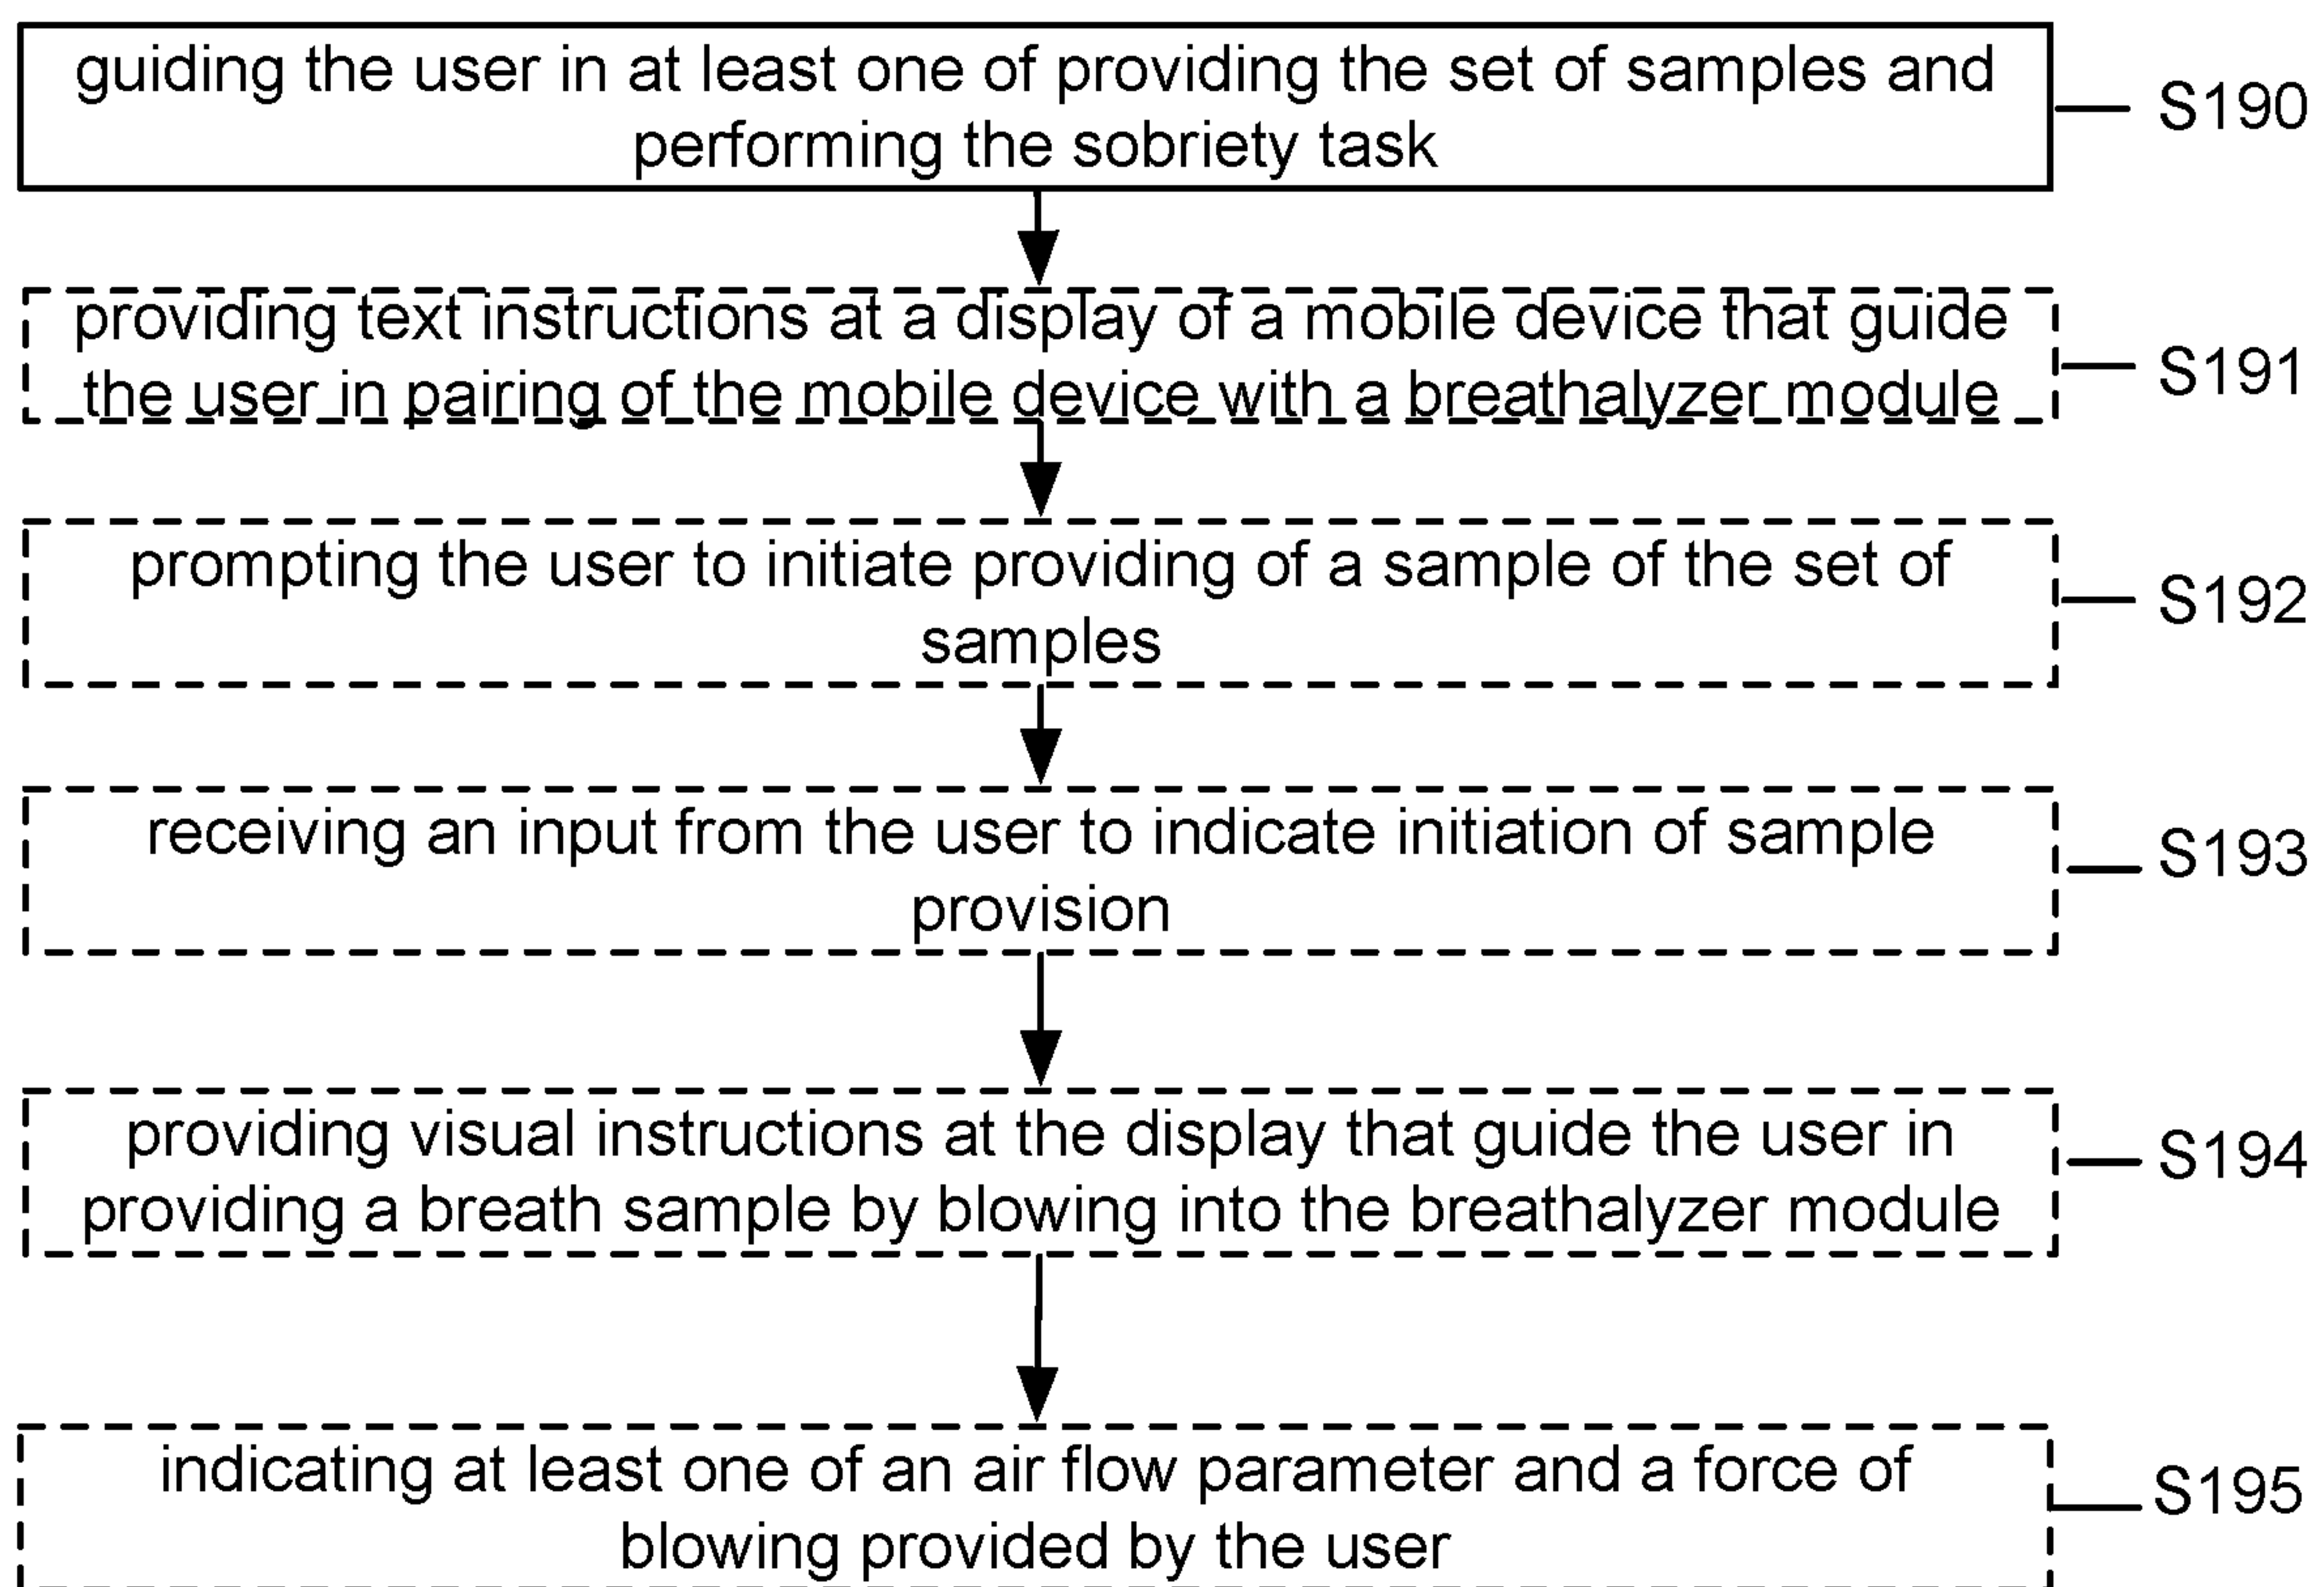 guiding the user in at least one of providing the set of samples and
performing the sobriety task
S190
providing text instructions at a display of a mobile device that guide
the user in pairing of the mobile device with a breathalyzer module
S191
prompting the user to initiate providing of a sample of the set of
samples
S192
receiving an input from the user to indicate initiation of sample
provision
S193
providing visual instructions at the display that guide the user in
providing a breath sample by blowing into the breathalyzer module
S194
indicating at least one of an air flow parameter and a force of
blowing provided by the user
S195